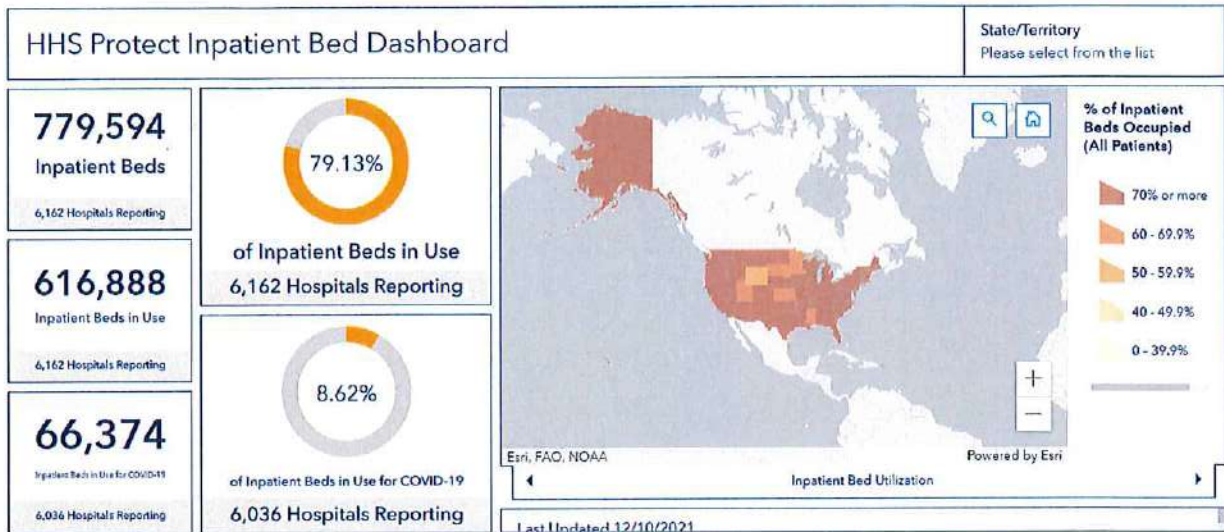 HHS Protect Inpatient Bed Dashboard
State/Territory
Please select from the list
779,594
Inpatient Beds
6,162 Hospitals Reporting
616,888
Inpatient Beds in Use
6,162 Hospitals Reporting
66,374
Inpatient Beds in Use for COVID-19
6,036 Hospitals Reporting
79.13%
of Inpatient Beds in Use
6,162 Hospitals Reporting
8.62%
of Inpatient Beds in Use for COVID-19
6,036 Hospitals Reporting
Esri, FAO, NOAA
Powered by Esri
Inpatient Bed Utilization
Last Updated 12/10/2021
% of Inpatient
Beds Occupied
(All Patients)
70% or more
60 - 69.9%
50 - 59.9%
40 - 49.9%
0 - 39.9%